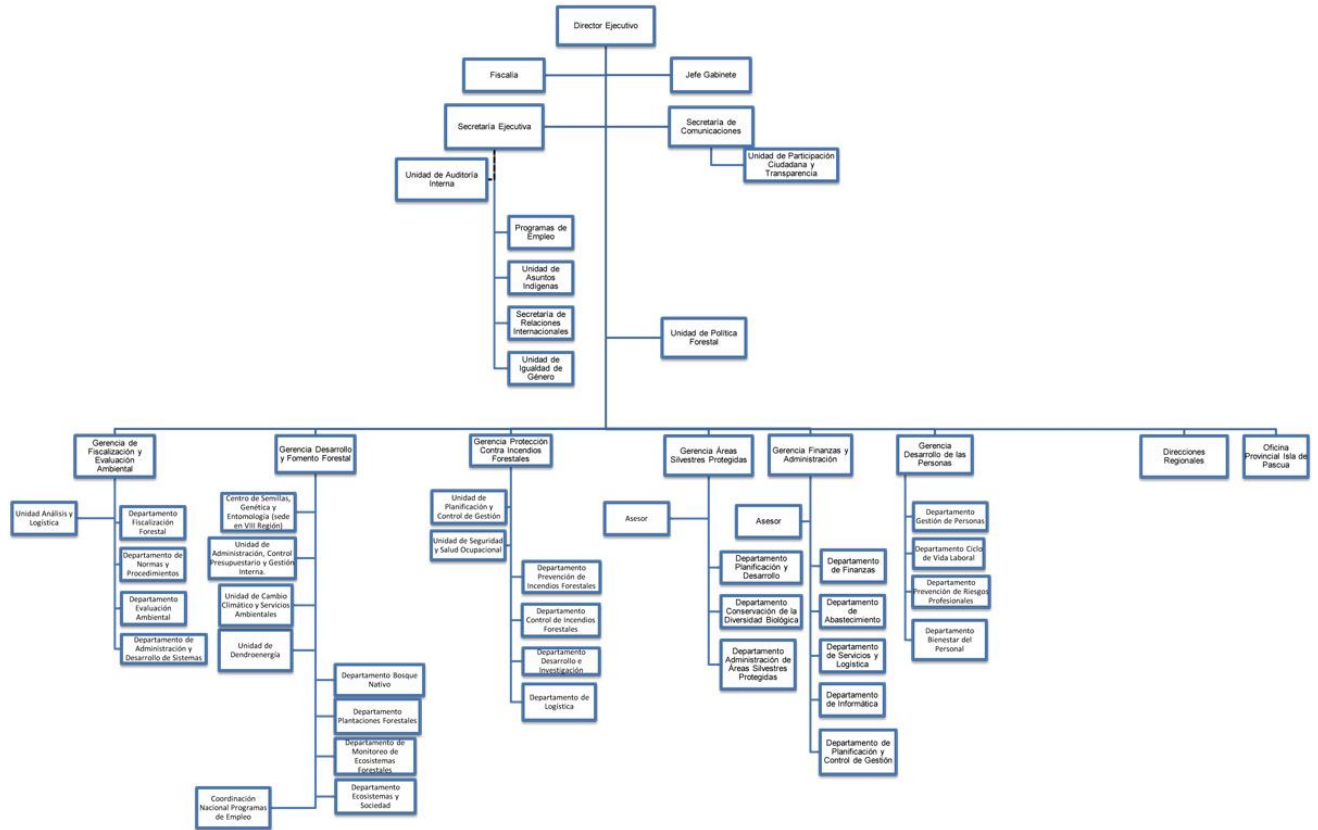 Director Ejecutivo
Fiscalía
Jefe Gabinete
Secretaría Ejecutiva
Secretaría de
Comunicaciones
Unidad de Participación
Ciudadana y
Transparencia
Unidad de Auditoría
Interna
Programas de
Empleo
Unidad de
Asuntos
Indígenas
Secretaría de
Relaciones
Internacionales
Unidad de
Igualdad de
Género
Unidad de Política
Forestal
Gerencia de
Fiscalización y
Evaluación
Ambiental
Unidad Análisis y
Logística
Departamento
Fiscalización
Forestal
Departamento de
Normas y
Procedimientos
Departamento
Evaluación
Ambiental
Departamento de
Administración y
Desarrollo de Sistemas
Gerencia Desarrollo
y Fomento Forestal
Centro de Semillas,
Genética y
Entomología (sede
en VIII Región)
Unidad de
Administración, Control
Presupuestario y Gestión
Interna.
Unidad de Cambio
Climático y Servicios
Ambientales
Unidad de
Dendroenergía
Departamento Bosque
Nativo
Departamento
Plantaciones Forestales
Departamento de
Monitoreo de
Ecosistemas
Forestales
Departamento
Ecosistemas y
Sociedad
Coordinación
Nacional Programas
de Empleo
Gerencia Protección
Contra Incendios
Forestales
Unidad de
Planificación y
Control de Gestión
Unidad de Seguridad
y Salud Ocupacional
Departamento
Prevención de
Incendios Forestales
Departamento
Control de Incendios
Forestales
Departamento
Desarrollo e
Investigación
Departamento de
Logística
Gerencia Áreas
Silvestres Protegidas
Asesor
Departamento
Planificación y
Desarrollo
Departamento
Conservación de la
Diversidad Biológica
Departamento
Administración de
Áreas Silvestres
Protegidas
Gerencia Finanzas y
Administración
Asesor
Departamento
de Finanzas
Departamento
de
Abastecimiento
Departamento
de Servicios y
Logística
Departamento
de Informática
Departamento de
Planificación y
Control de Gestión
Gerencia
Desarrollo de las
Personas
Departamento
Gestión de Personas
Departamento Ciclo
de Vida Laboral
Departamento
Prevención de Riesgos
Profesionales
Departamento
Bienestar del
Personal
Direcciones
Regionales
Oficina
Provincial Isla de
Pascua